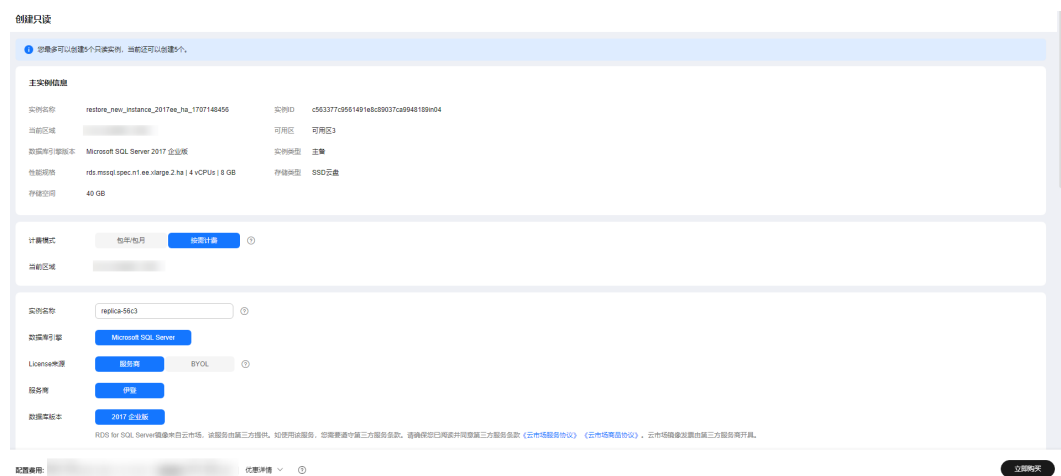 创建只读
您最多可以创建5个只读实例，当前还可以创建5个。
主实例信息
实例名称 restore_new_instance_2017ee_ha_1707148456 实例ID c563377c9561491e8c89037ca9948189in04
当前区域 可用区 可用区3
数据库引擎版本 Microsoft SQL Server 2017 企业版 实例类型 主备
性能规格 rds.mssql.spec.n1.ee.xlarge.2.ha | 4 vCPUs | 8 GB 存储类型 SSD云盘
存储空间 40 GB
计费模式 包年/包月 按需计费
当前区域
实例名称 replica-56c3
数据库引擎 Microsoft SQL Server
License来源 服务商 BYOL
服务商 伊登
数据库版本 2017 企业版
RDS for SQL Server镜像来自云市场，该服务由第三方提供。如使用该服务，您需要遵守第三方服务条款。请确保您已阅读并同意第三方服务条款《云市场服务协议》 《云市场商品协议》。云市场镜像发票由第三方服务商开具。
配置费用: 优惠详情 立即购买